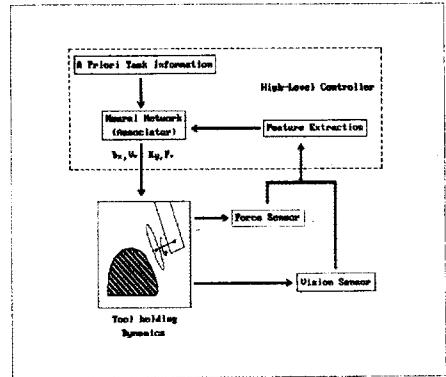 A Priori Task Information
High-Level Controller
Neural Network
(Associator)
Feature Extraction
Force Sensor
Vision Sensor
Tool holding
Dynamics